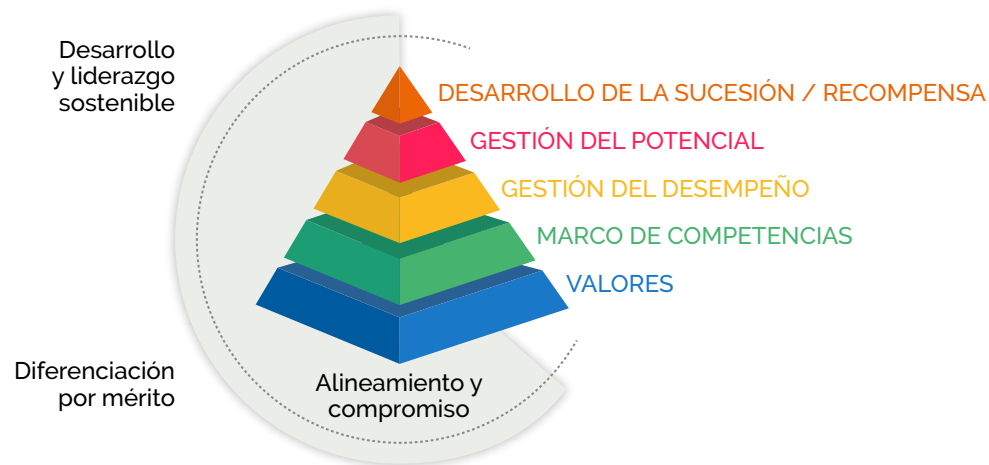 Desarrollo
y liderazgo
sostenible
DESARROLLO DE LA SUCESIÓN / RECOMPENSA
GESTIÓN DEL POTENCIAL
GESTIÓN DEL DESEMPEÑO
MARCO DE COMPETENCIAS
VALORES
Diferenciación
por mérito
Alineamiento y
compromiso